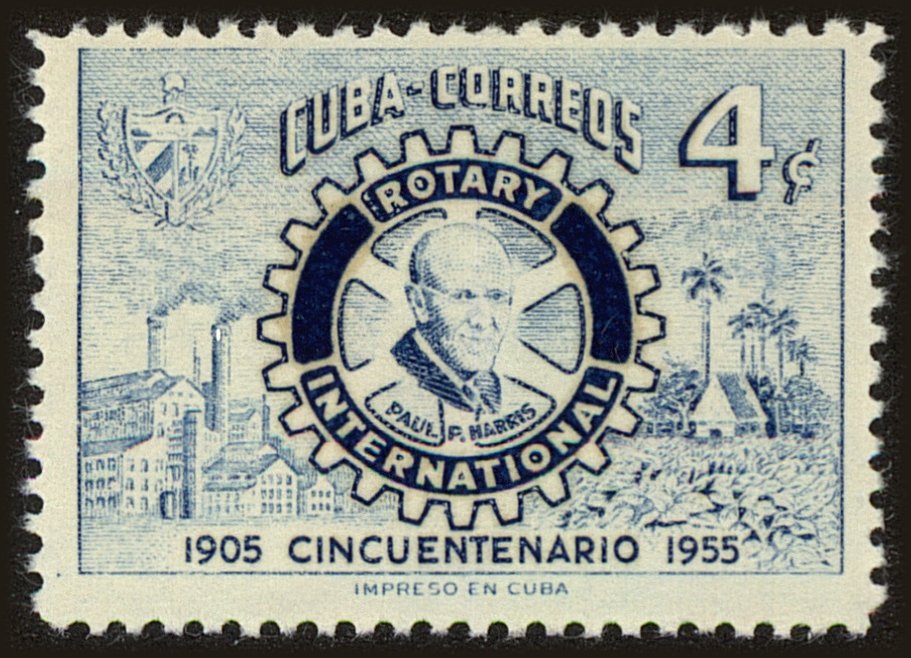 CUBA-CORREOS
4¢
ROTARY
PAUL P. HARRIS
INTERNATIONAL
1905 CINCUENTENARIO 1955
IMPRESO EN CUBA